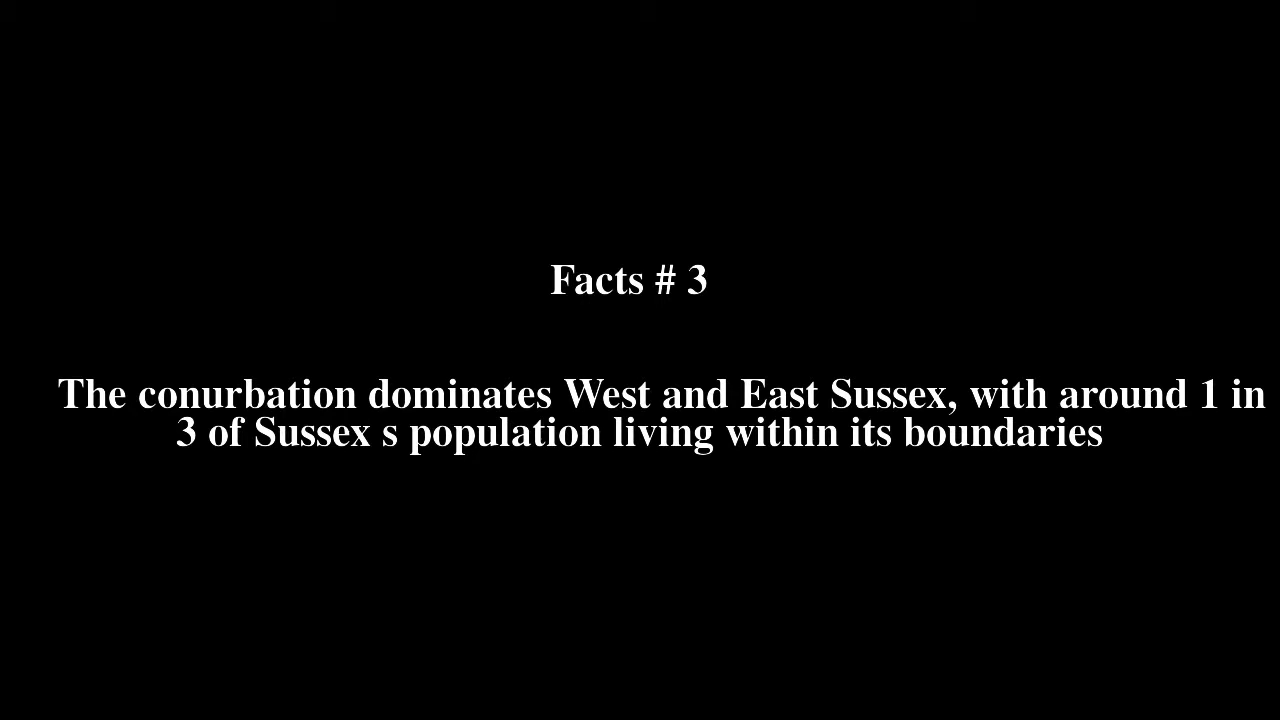 Facts # 3
The conurbation dominates West and East Sussex, with around 1 in
3 of Sussex s population living within its boundaries